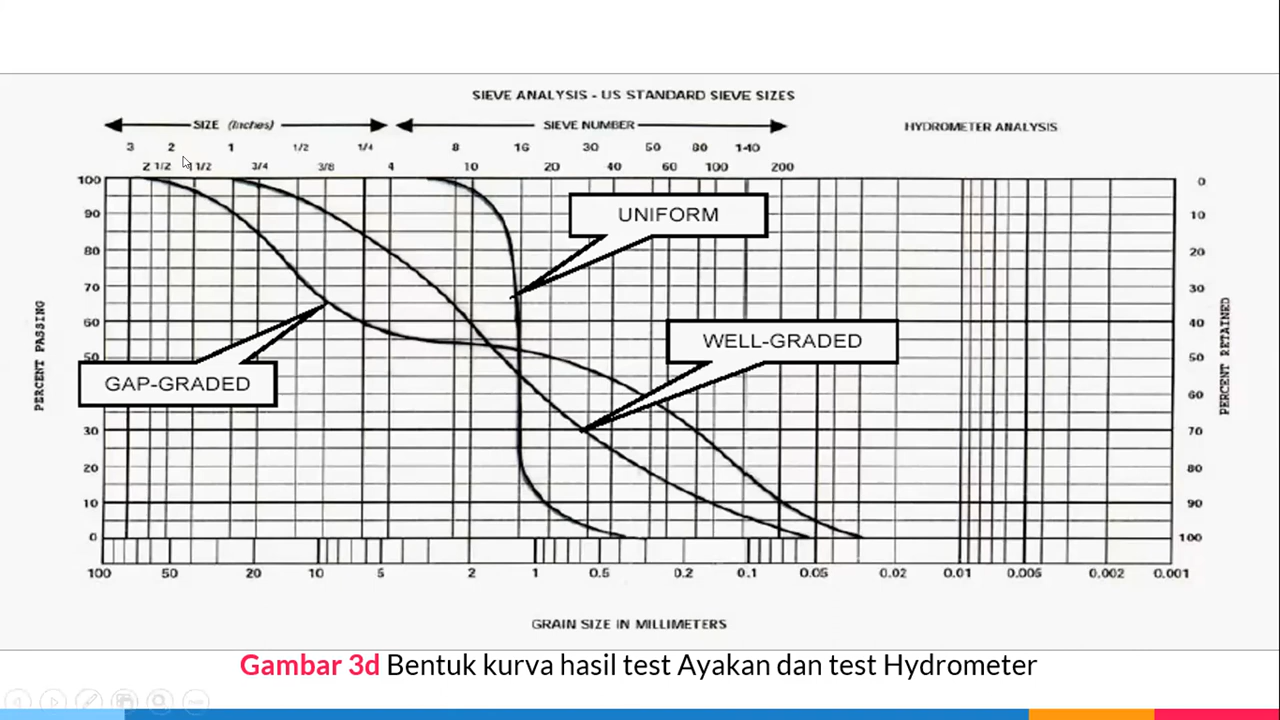 SIEVE ANALYSIS - US STANDARD SIEVE SIZES
SIZE (Inches) SIEVE NUMBER HYDROMETER ANALYSIS
3 2 1 1/2 1/4 8 16 30 50 80 140
2 1/2 1 1/2 3/4 3/8 4 10 20 40 60 100 200
100 0
UNIFORM
90 10
80 20
70 30
60 40
WELL-GRADED
50 50
GAP-GRADED
60
30 70
20 80
10 90
0 100
PERCENT PASSING
PERCENT RETAINED
100 50 20 10 5 2 1 0.5 0.2 0.1 0.05 0.02 0.01 0.005 0.002 0.001
GRAIN SIZE IN MILLIMETERS
Gambar 3d Bentuk kurva hasil test Ayakan dan test Hydrometer